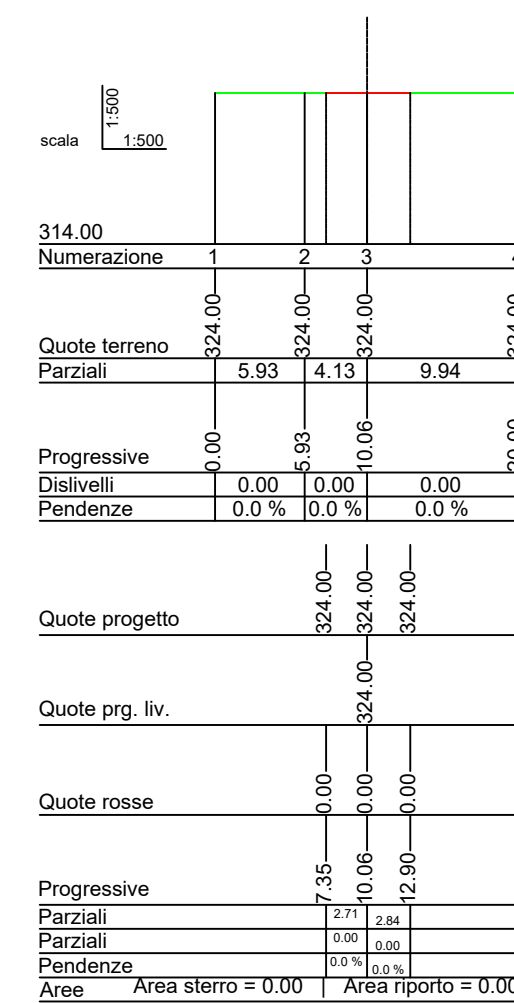 1:500
scala 1:500
314.00
Numerazione 1 2 3
Quote terreno 324.00 324.00 324.00
Parziali 5.93 4.13 9.94
Progressive 0.00 5.93 10.06
Dislivelli 0.00 0.00 0.00
Pendenze 0.0 % 0.0 % 0.0 %
Quote progetto 324.00 324.00 324.00
Quote prg. liv. 324.00
Quote rosse 0.00 0.00 0.00
Progressive 7.35 10.06 12.90
Parziali 2.71 2.84
Parziali 0.00 0.00
Pendenze 0.0 % 0.0 %
Aree Area sterro = 0.00 | Area riporto = 0.00